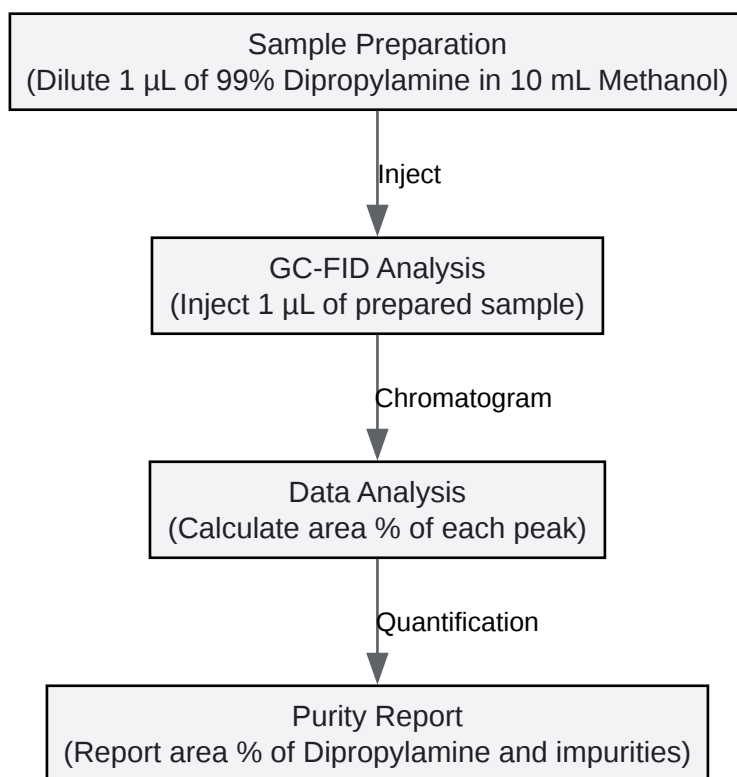 Sample Preparation
(Dilute 1 µL of 99% Dipropylamine in 10 mL Methanol)
Inject
GC-FID Analysis
(Inject 1 µL of prepared sample)
Chromatogram
Data Analysis
(Calculate area % of each peak)
Quantification
Purity Report
(Report area % of Dipropylamine and impurities)